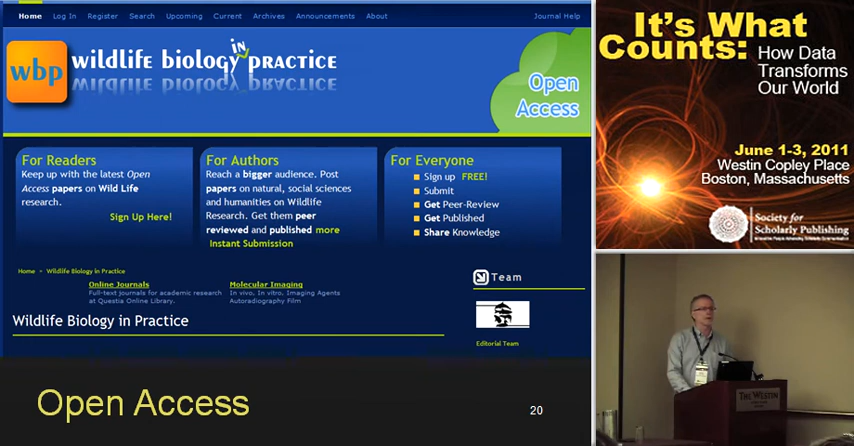 Home Log In Register Search Upcoming Current Archives Announcements About Journal Help
wbp
wildlife biology IN PRACTICE
Open
Access
For Readers
Keep up with the latest Open
Access papers on Wild Life
research.
Sign Up Here!
For Authors
Reach a bigger audience. Post
papers on natural, social sciences
and humanities on Wildlife
Research. Get them peer
reviewed and published more
Instant Submission
For Everyone
Sign up FREE!
Submit
Get Peer-Review
Get Published
Share Knowledge
Home > Wildlife Biology in Practice
Online Journals
Full-text journals for academic research
at Questia Online Library.
Molecular Imaging
In vivo, In vitro, Imaging Agents
Autoradiography Film
Wildlife Biology in Practice
Team
Editorial Team
Open Access
20
It's What
Counts: How Data
Transforms
Our World
June 1-3, 2011
Westin Copley Place
Boston, Massachusetts
Society for
Scholarly Publishing
THE WESTIN